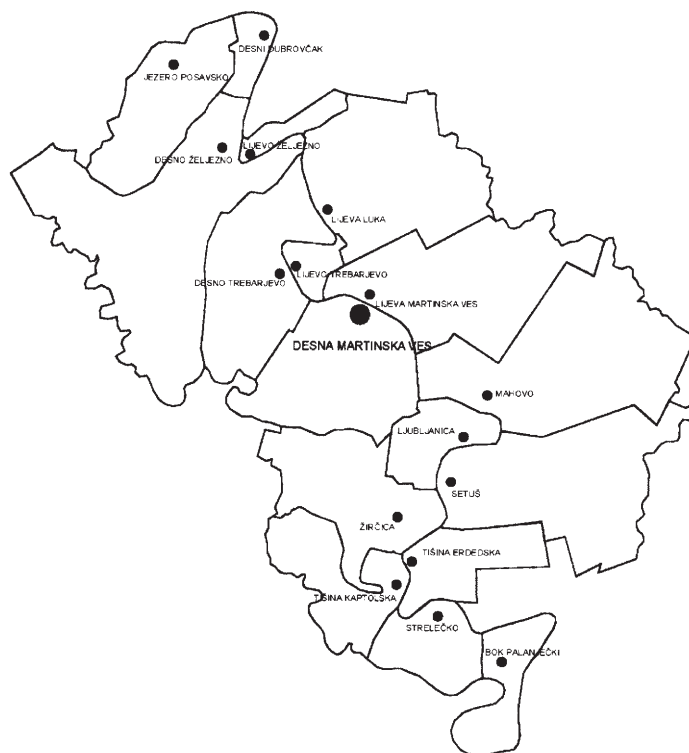 DESNI DUBROVČAK
JEZERO POSAVSKO
LIJEVO ŽELJEZNO
DESNO ŽELJEZNO
LIJEVA LUKA
LIJEVO TREBARJEVO
DESNO TREBARJEVO
LIJEVA MARTINSKA VES
DESNA MARTINSKA VES
MAHOVO
LJUBLJANICA
SETUŠ
ŽIRČICA
TIŠINA ERDEDSKA
TIŠINA KAPTOLSKA
STRELEČKO
BOK PALANJEČKI